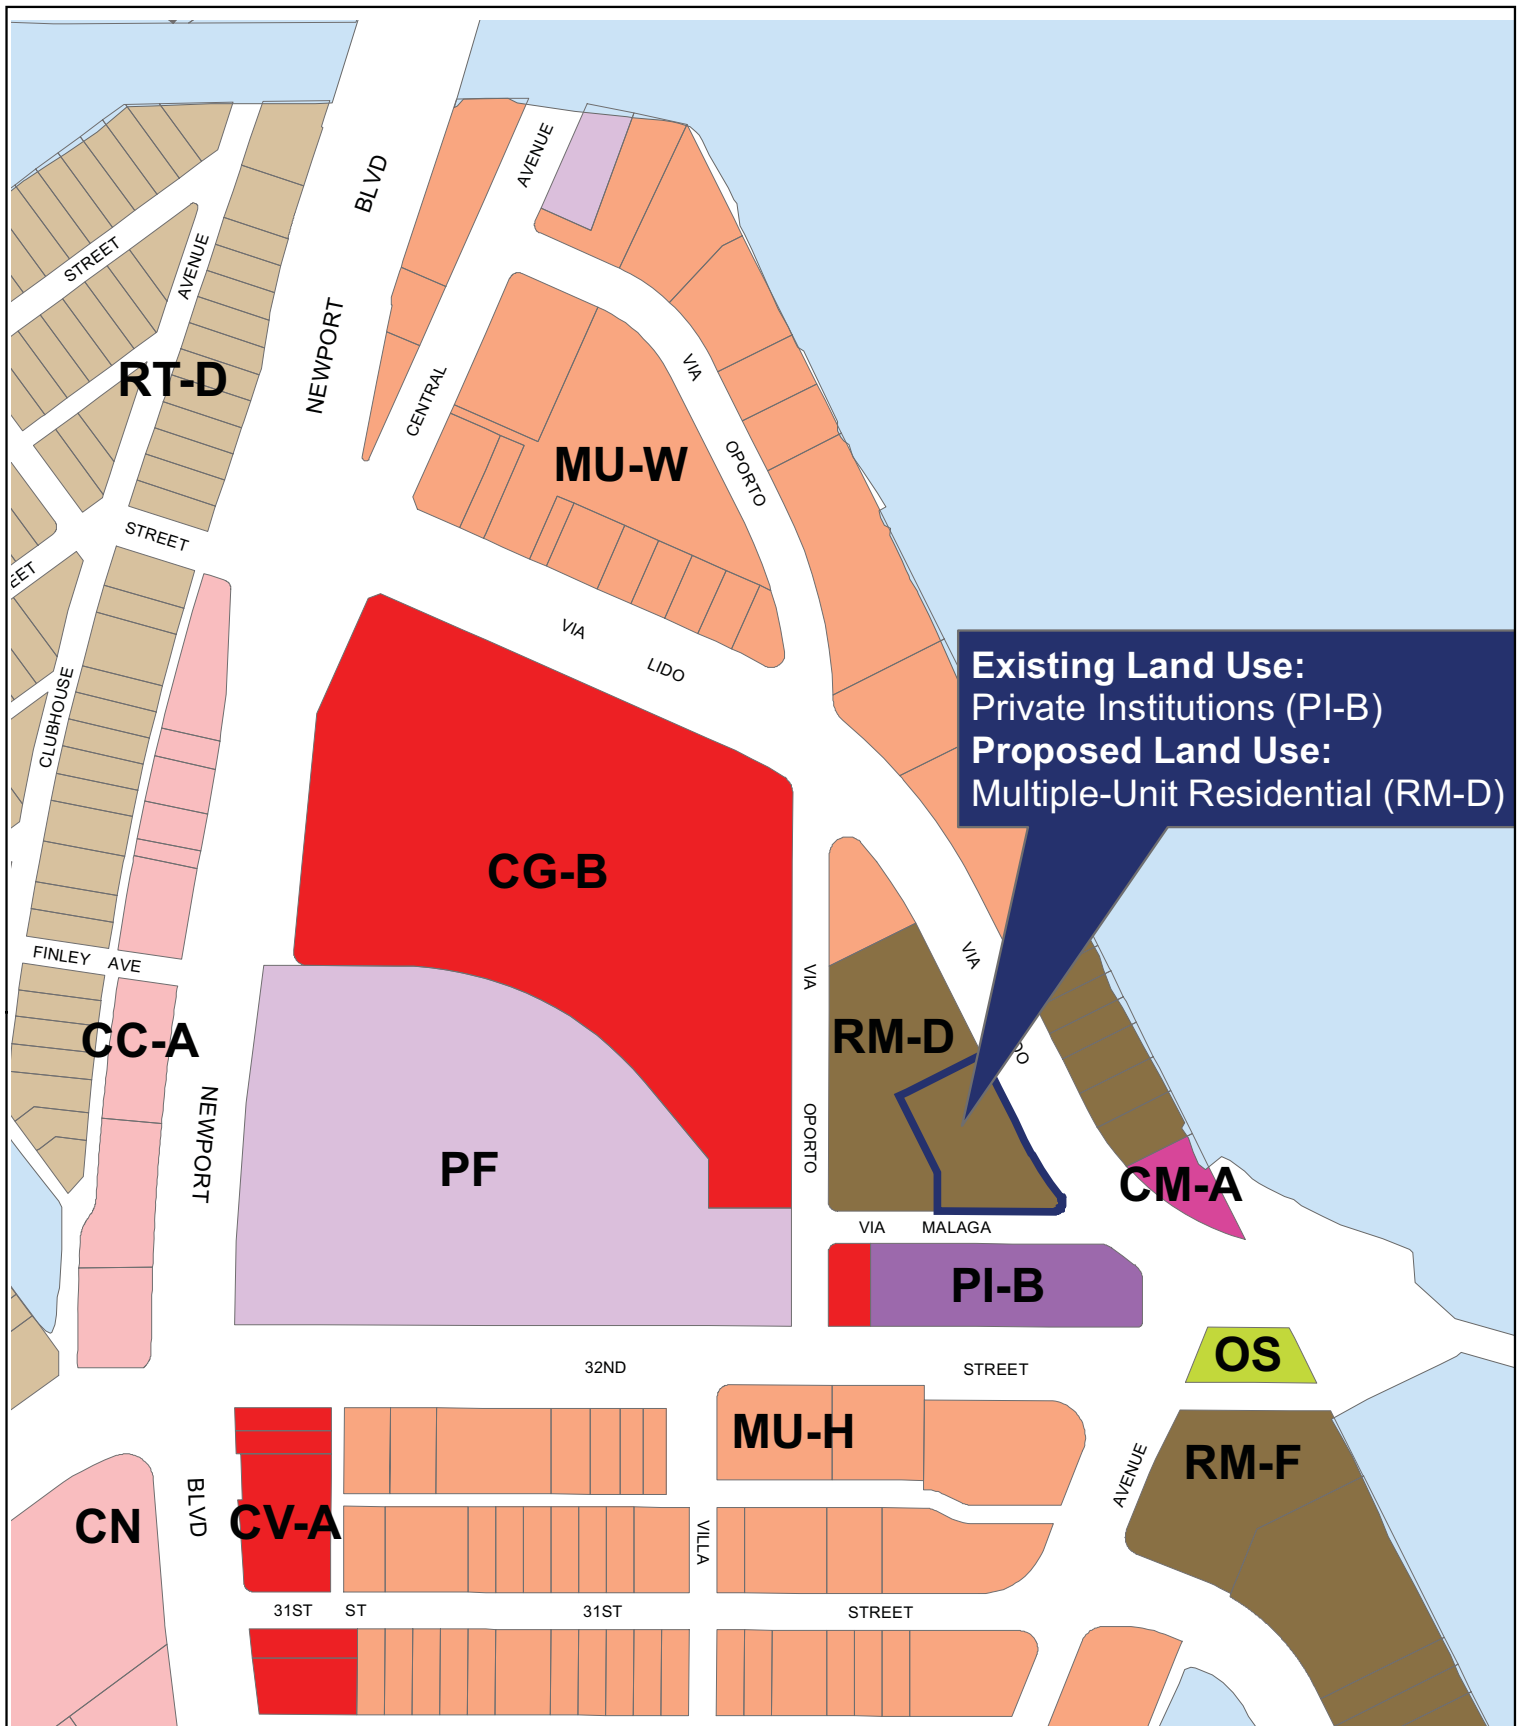 BLVD
AVENUE
STREET
AVENUE
NEWPORT
VIA
RT-D
CENTRAL
MU-W
OPORTO
STREET
VIA
LIDO
CLUBHOUSE
Existing Land Use:
Private Institutions (PI-B)
Proposed Land Use:
Multiple-Unit Residential (RM-D)
CG-B
FINLEY AVE
VIA
VIA
CC-A
RM-D
NEWPORT
OPORTO
PF
CM-A
VIA MALAGA
PI-B
32ND
STREET
OS
MU-H
RM-F
AVENUE
BLVD
CN
CV-A
VILLA
31ST ST
31ST
STREET